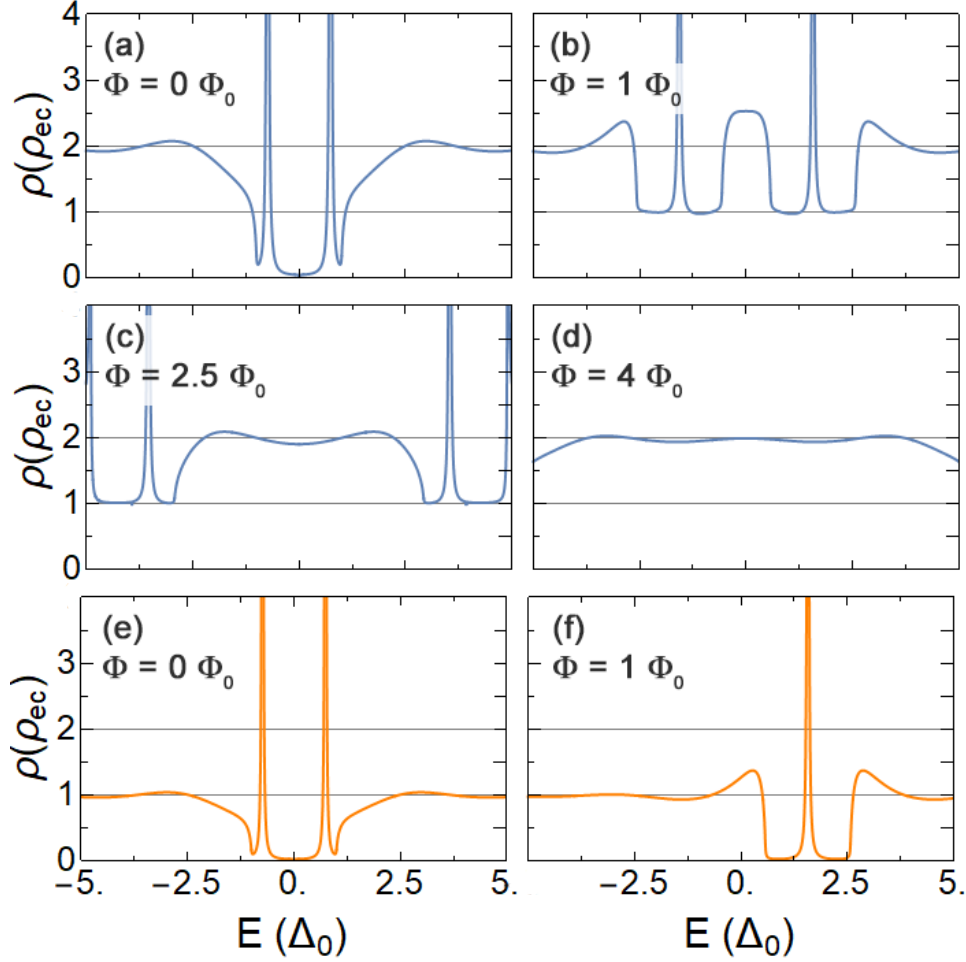 (a)
Φ = 0 Φ₀
ρ(ρec)
4
3
2
1
0
(b)
Φ = 1 Φ₀
(c)
Φ = 2.5 Φ₀
ρ(ρec)
3
2
1
0
(d)
Φ = 4 Φ₀
(e)
Φ = 0 Φ₀
ρ(ρec)
3
2
1
0
−5. −2.5 0. 2.5 5.
E (Δ₀)
(f)
Φ = 1 Φ₀
−2.5 0. 2.5 5.
E (Δ₀)